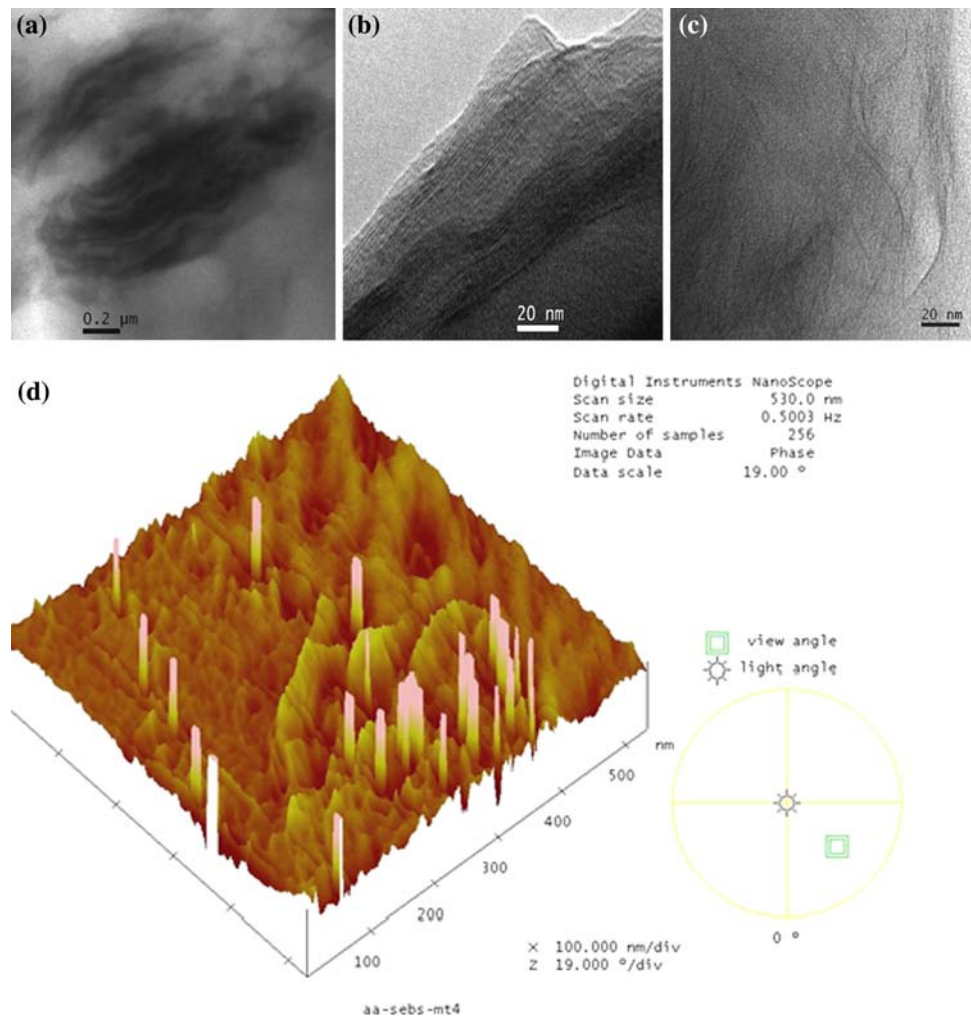 (a)
(b)
(c)
0.2 µm
20 nm
20 nm
(d)
Digital Instruments NanoScope
Scan size 530.0 nm
Scan rate 0.5003 Hz
Number of samples 256
Image Data Phase
Data scale 19.00 º
view angle
light angle
nm
500
400
300
200
100
0 º
X 100.000 nm/div
Z 19.000 º/div
aa-sebs-mt4